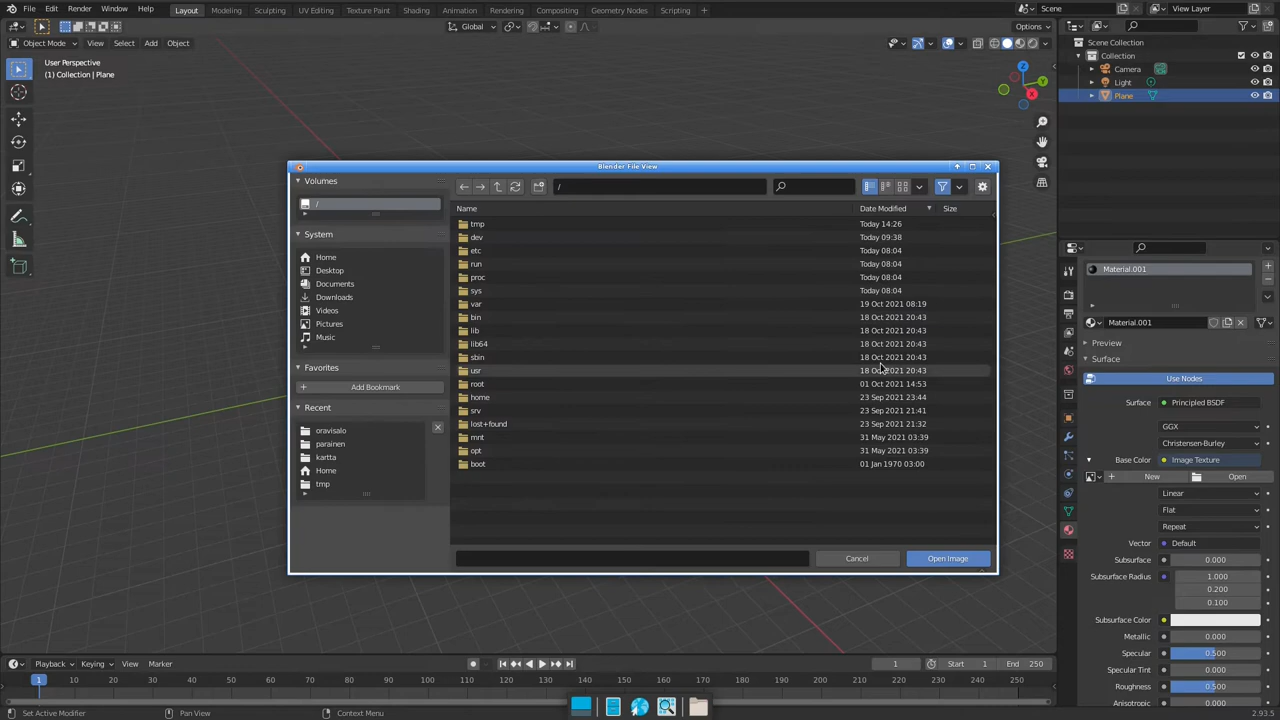 File Edit Render Window Help Layout Modeling Sculpting UV Editing Texture Paint Shading Animation Rendering Compositing Geometry Nodes Scripting + Scene View Layer
Global Options
Object Mode View Select Add Object
User Perspective
(1) Collection | Plane
Z
Y
X
Scene Collection
Collection
Camera
Light
Plane
Blender File View
Volumes
/
System
Home
Desktop
Documents
Downloads
Videos
Pictures
Music
Favorites
Add Bookmark
Recent
oravisalo
parainen
kartta
Home
tmp
/
Name Date Modified Size
tmp Today 14:26
dev Today 09:38
etc Today 08:04
run Today 08:04
proc Today 08:04
sys Today 08:04
var 19 Oct 2021 08:19
bin 18 Oct 2021 20:43
lib 18 Oct 2021 20:43
lib64 18 Oct 2021 20:43
sbin 18 Oct 2021 20:43
usr 18 Oct 2021 20:43
root 01 Oct 2021 14:53
home 23 Sep 2021 23:44
srv 23 Sep 2021 21:41
lost+found 23 Sep 2021 21:32
mnt 31 May 2021 03:39
opt 31 May 2021 03:39
boot 01 Jan 1970 03:00
Cancel Open Image
Material.001
Material.001
Preview
Surface
Use Nodes
Surface Principled BSDF
GGX
Christensen-Burley
Base Color Image Texture
New Open
Linear
Flat
Repeat
Vector Default
Subsurface 0.000
Subsurface Radius 1.000
0.200
0.100
Subsurface Color
Metallic 0.000
Specular 0.500
Specular Tint 0.000
Roughness 0.500
Anisotropic 0.000
Playback Keying View Marker 1 Start 1 End 250
1 10 20 30 40 50 60 70 80 90 100 110 120 130 140 150 160 170 180 190 200 210 220 230 240 250
Set Active Modifier Pan View Context Menu 2.93.5